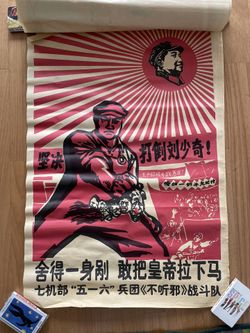 坚决 打倒刘少奇!
舍得一身剐 敢把皇帝拉下马
七机部“五一六”兵团《不听邪》战斗队